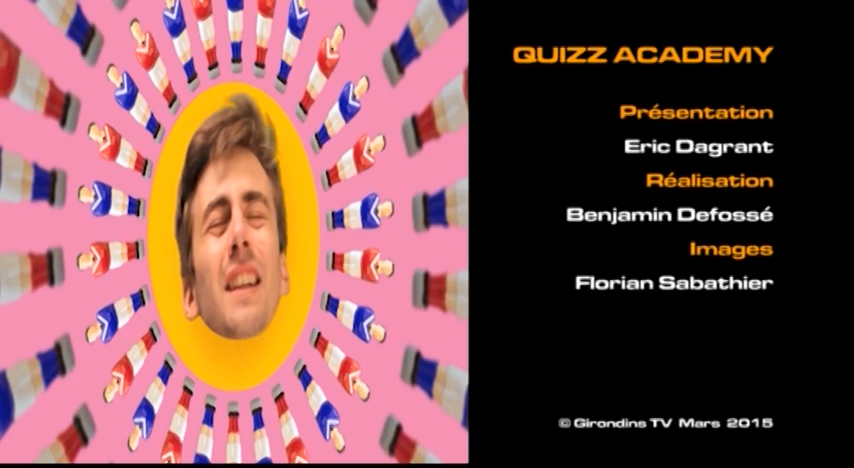 QUIZZ ACADEMY
Présentation
Eric Dagrant
Réalisation
Benjamin Defossé
Images
Florian Sabathier
© Girondins TV Mars 2015